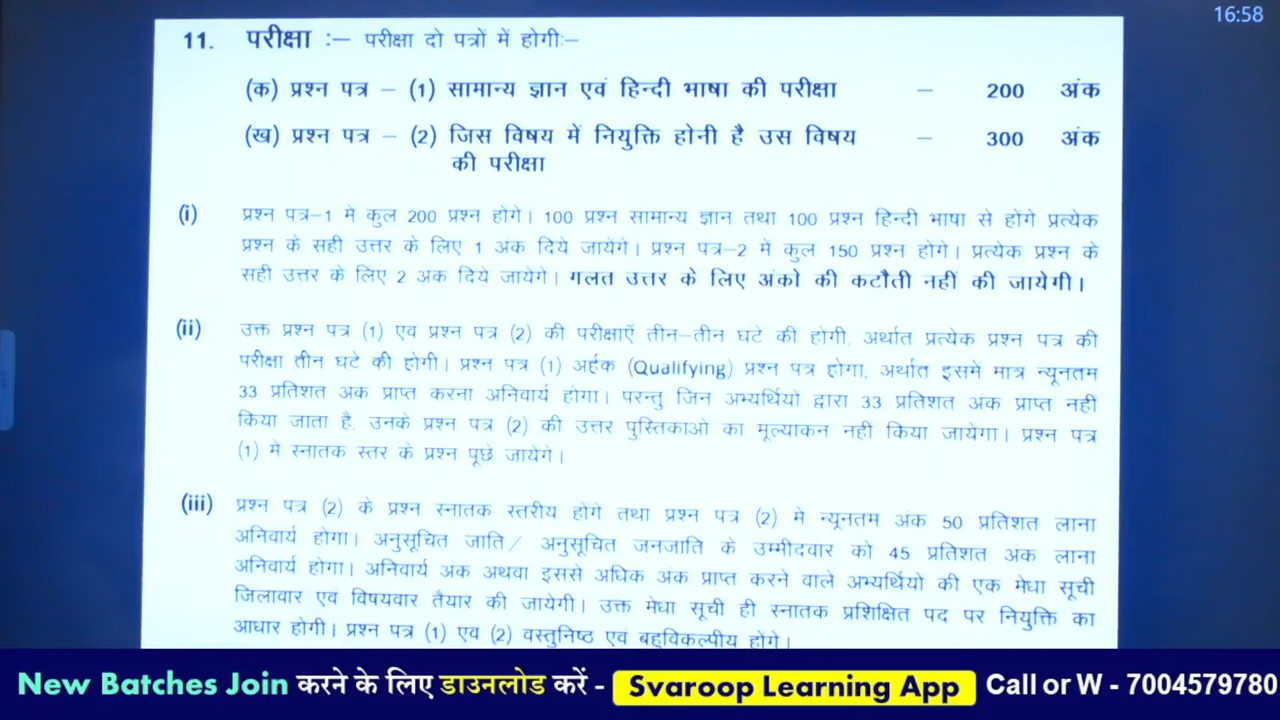 16:58
11. परीक्षा :– परीक्षा दो पत्रों में होगी:–
(क) प्रश्न पत्र – (1) सामान्य ज्ञान एवं हिन्दी भाषा की परीक्षा – 200 अंक
(ख) प्रश्न पत्र – (2) जिस विषय में नियुक्ति होनी है उस विषय – 300 अंक
की परीक्षा
(i) प्रश्न पत्र–1 मे कुल 200 प्रश्न होंगे। 100 प्रश्न सामान्य ज्ञान तथा 100 प्रश्न हिन्दी भाषा से होंगे प्रत्येक
प्रश्न के सही उत्तर के लिए 1 अंक दिये जायेंगे। प्रश्न पत्र–2 मे कुल 150 प्रश्न होंगे। प्रत्येक प्रश्न के
सही उत्तर के लिए 2 अंक दिये जायेंगे। गलत उत्तर के लिए अंको की कटौती नहीं की जायेगी।
(ii) उक्त प्रश्न पत्र (1) एव प्रश्न पत्र (2) की परीक्षाएँ तीन–तीन घटे की होगी, अर्थात प्रत्येक प्रश्न पत्र की
परीक्षा तीन घटे की होगी। प्रश्न पत्र (1) अर्हक (Qualifying) प्रश्न पत्र होगा, अर्थात इसमे मात्र न्यूनतम
33 प्रतिशत अक प्राप्त करना अनिवार्य होगा। परन्तु जिन अभ्यर्थियो द्वारा 33 प्रतिशत अक प्राप्त नहीं
किया जाता है, उनके प्रश्न पत्र (2) की उत्तर पुस्तिकाओ का मूल्याकन नही किया जायेगा। प्रश्न पत्र
(1) में स्नातक स्तर के प्रश्न पूछे जायेंगे।
(iii) प्रश्न पत्र (2) के प्रश्न स्नातक स्तरीय होंगे तथा प्रश्न पत्र (2) मे न्यूनतम अक 50 प्रतिशत लाना
अनिवार्य होगा। अनुसूचित जाति/ अनुसूचित जनजाति के उम्मीदवार को 45 प्रतिशत अंक लाना
अनिवार्य होगा। अनिवार्य अक अथवा इससे अधिक अक प्राप्त करने वाले अभ्यर्थियो की एक मेधा सूची
जिलावार एव विषयवार तैयार की जायेगी। उक्त मेधा सूची ही स्नातक प्रशिक्षित पद पर नियुक्ति का
आधार होगी। प्रश्न पत्र (1) एव (2) वस्तुनिष्ठ एवं बहुविकल्पीय होंगे।
New Batches Join करने के लिए डाउनलोड करें - Svaroop Learning App Call or W - 7004579780